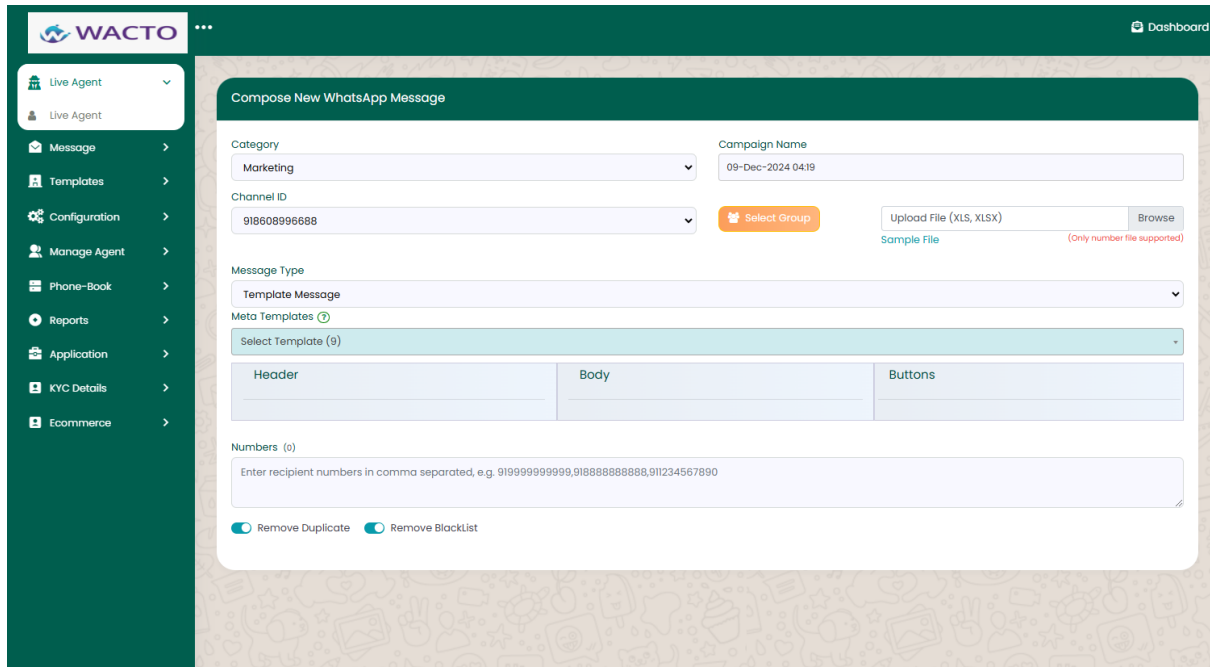 WACTO
Dashboard
Live Agent
Live Agent
Message
Templates
Configuration
Manage Agent
Phone-Book
Reports
Application
KYC Details
Ecommerce
Compose New WhatsApp Message
Category
Campaign Name
Marketing
09-Dec-2024 04:19
Channel ID
918608996688
Select Group
Upload File (XLS, XLSX)
Browse
Sample File
(Only number file supported)
Message Type
Template Message
Meta Templates ?
Select Template (9)
Header
Body
Buttons
Numbers (0)
Enter recipient numbers in comma separated, e.g. 919999999999,918888888888,911234567890
Remove Duplicate
Remove BlackList